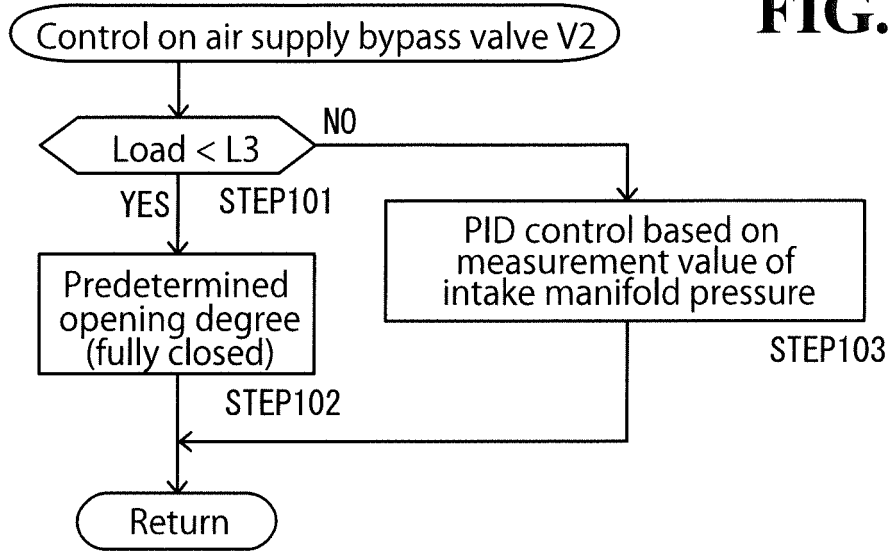 FIG.
Control on air supply bypass valve V2
Load < L3
NO
YES
STEP101
PID control based on
measurement value of
intake manifold pressure
STEP103
Predetermined
opening degree
(fully closed)
STEP102
Return